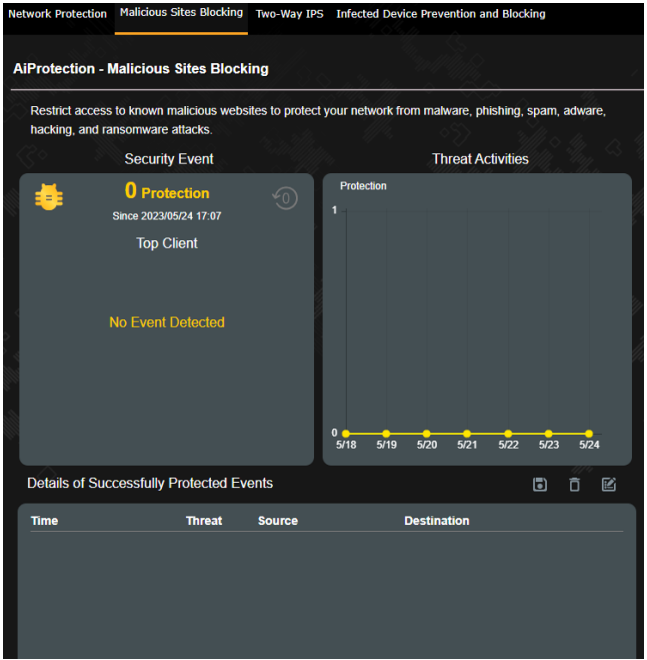 Network Protection Malicious Sites Blocking Two-Way IPS Infected Device Prevention and Blocking
AiProtection - Malicious Sites Blocking
Restrict access to known malicious websites to protect your network from malware, phishing, spam, adware,
hacking, and ransomware attacks.
Security Event
0 Protection
0
Since 2023/05/24 17:07
Top Client
No Event Detected
Threat Activities
Protection
1
0
5/18 5/19 5/20 5/21 5/22 5/23 5/24
Details of Successfully Protected Events
Time Threat Source Destination